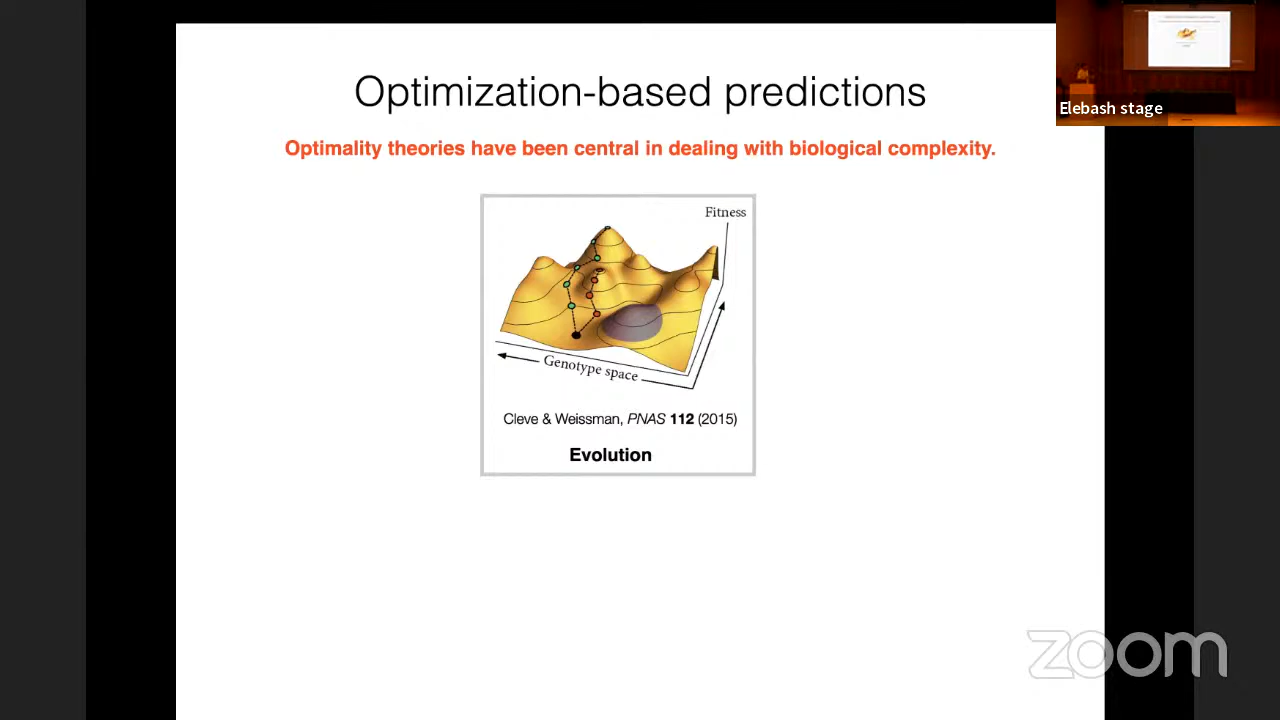 Optimization-based predictions
Optimality theories have been central in dealing with biological complexity.
Fitness
Genotype space
Cleve & Weissman, PNAS 112 (2015)
Evolution
Elebash stage
zoom